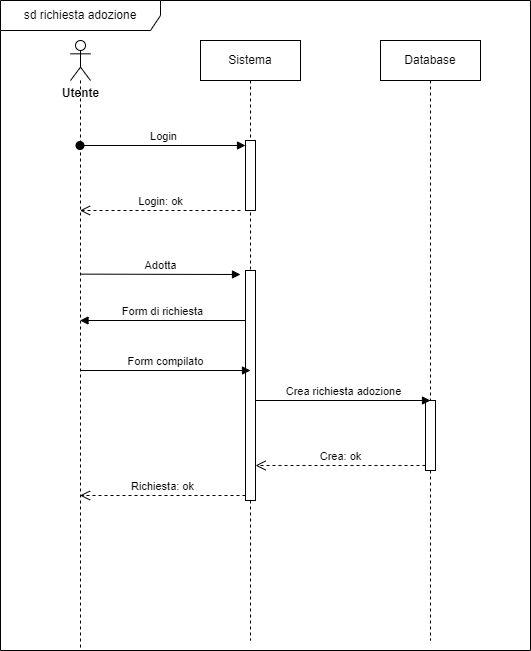 sd richiesta adozione
Utente
Sistema
Database
Login
Login: ok
Adotta
Form di richiesta
Form compilato
Crea richiesta adozione
Crea: ok
Richiesta: ok